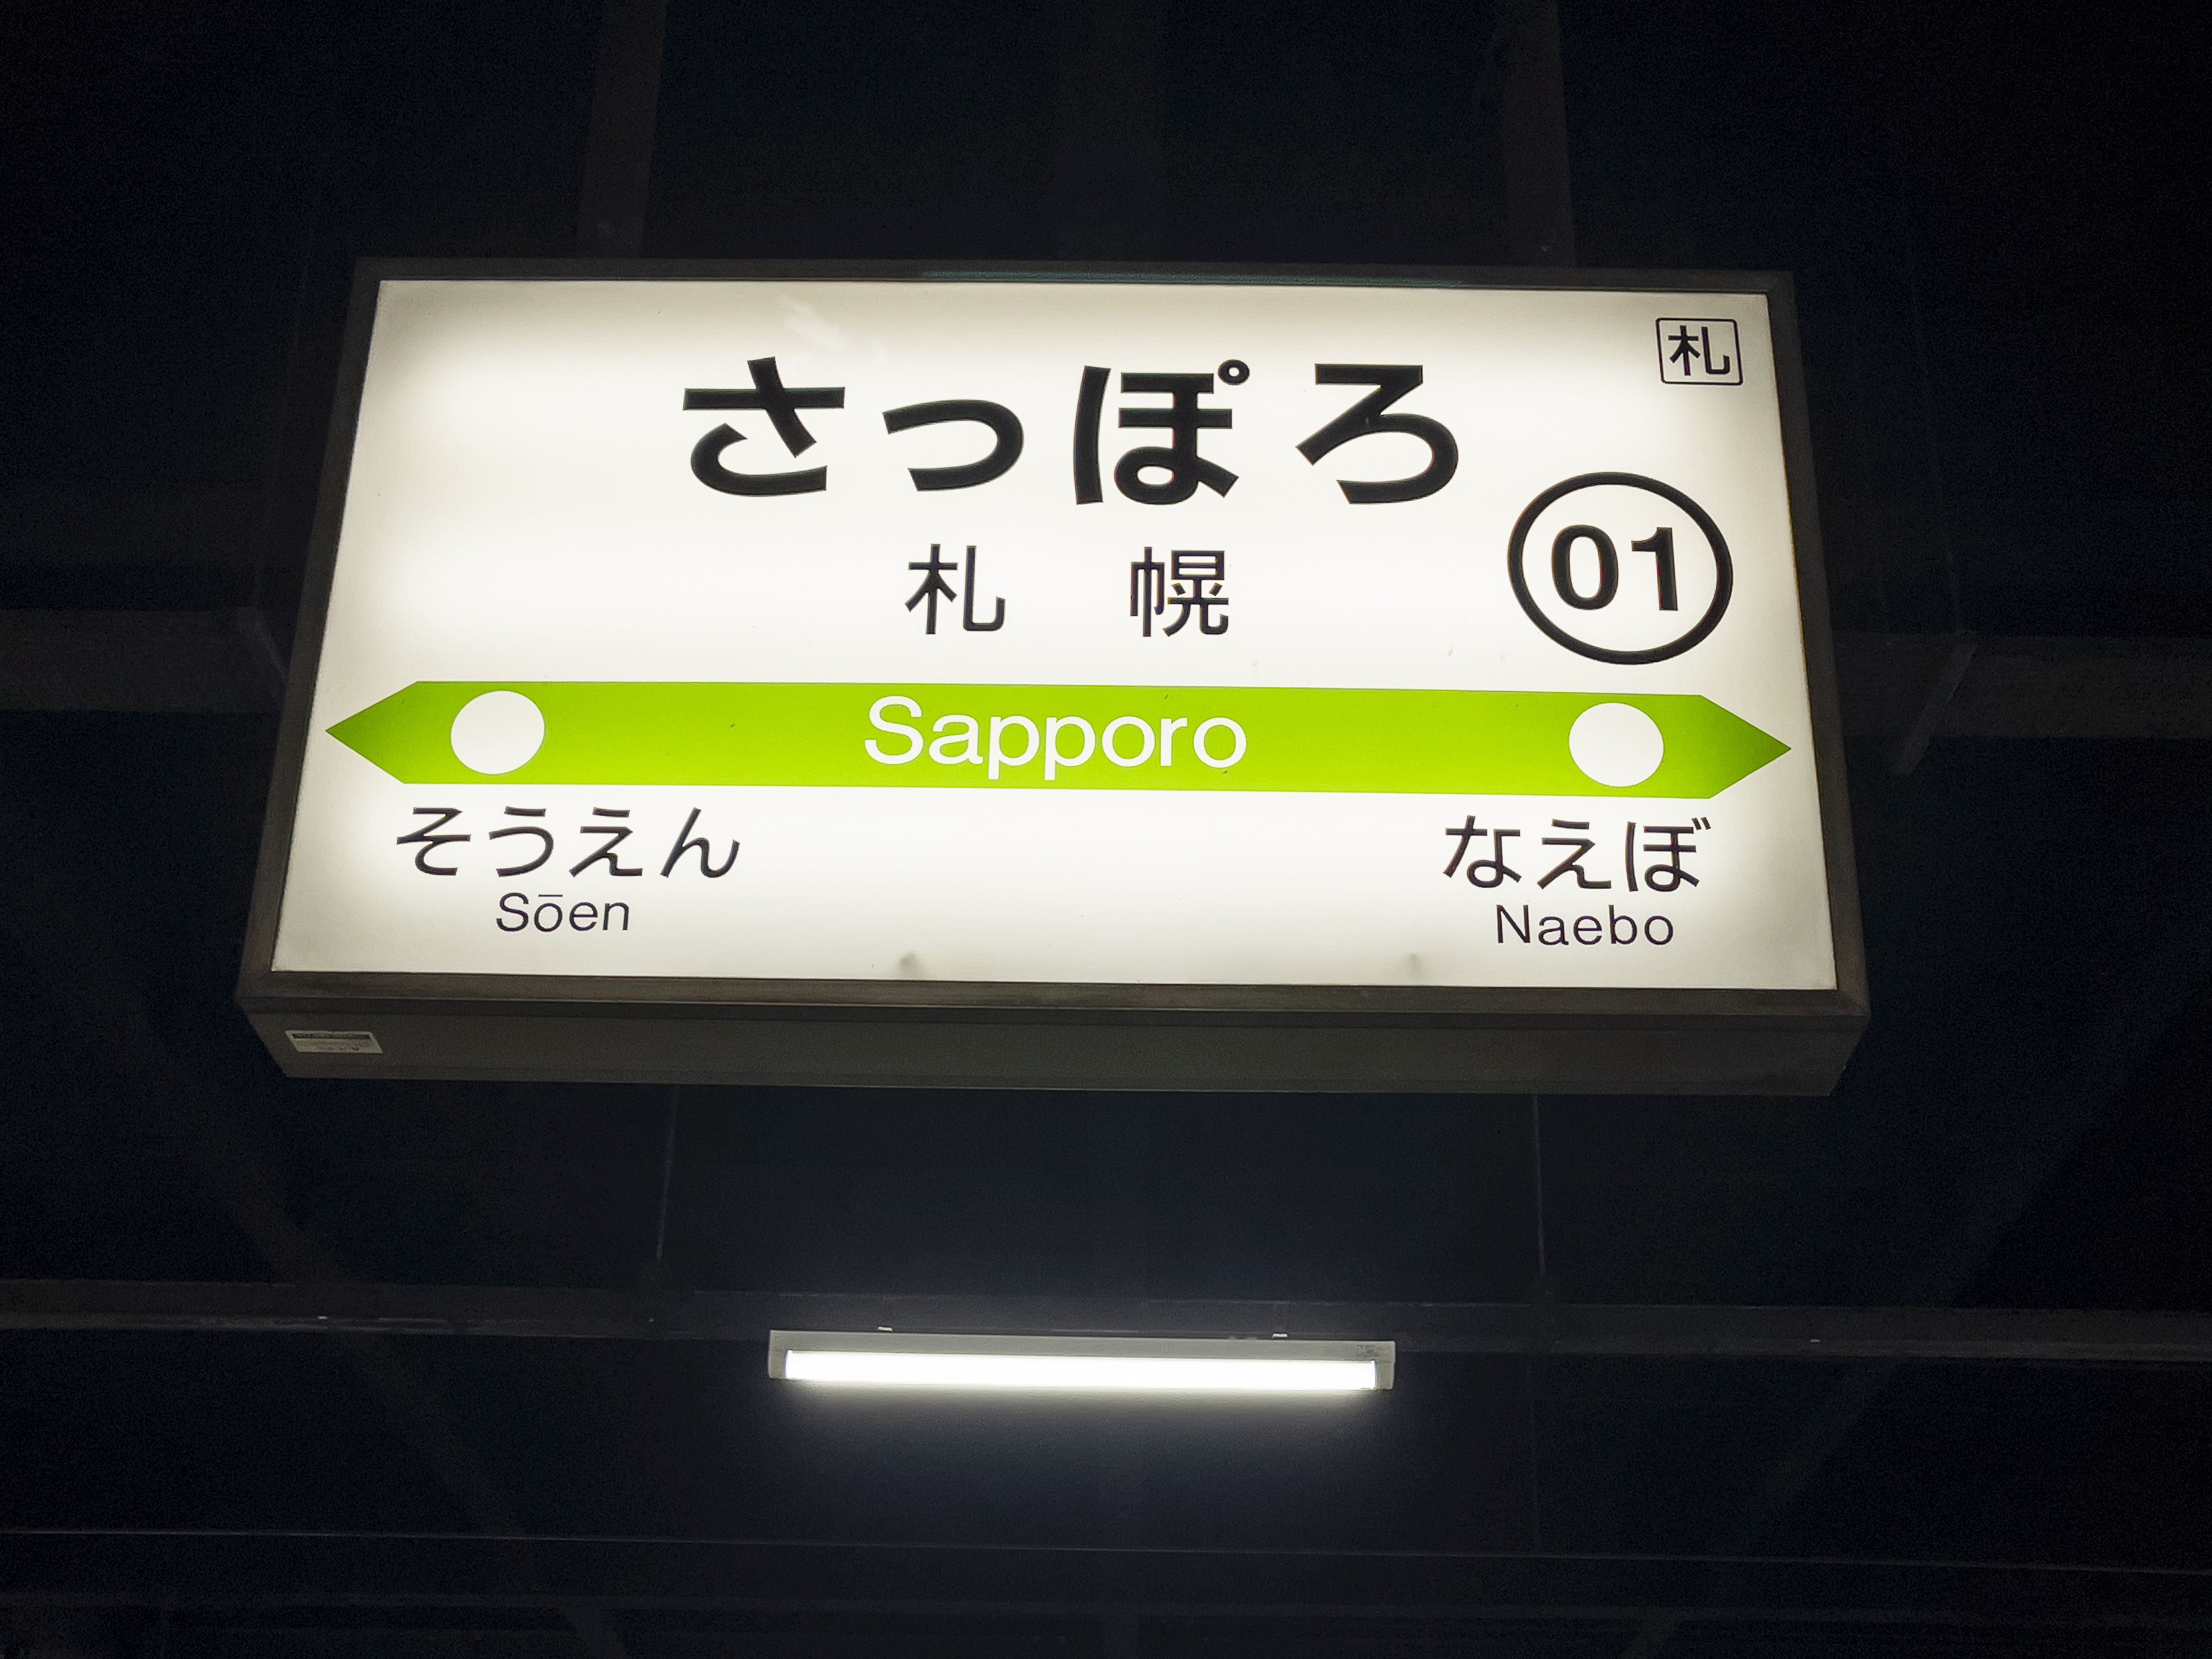 札
さっぽろ
札幌
01
Sapporo
そうえん
Sōen
なえぼ
Naebo